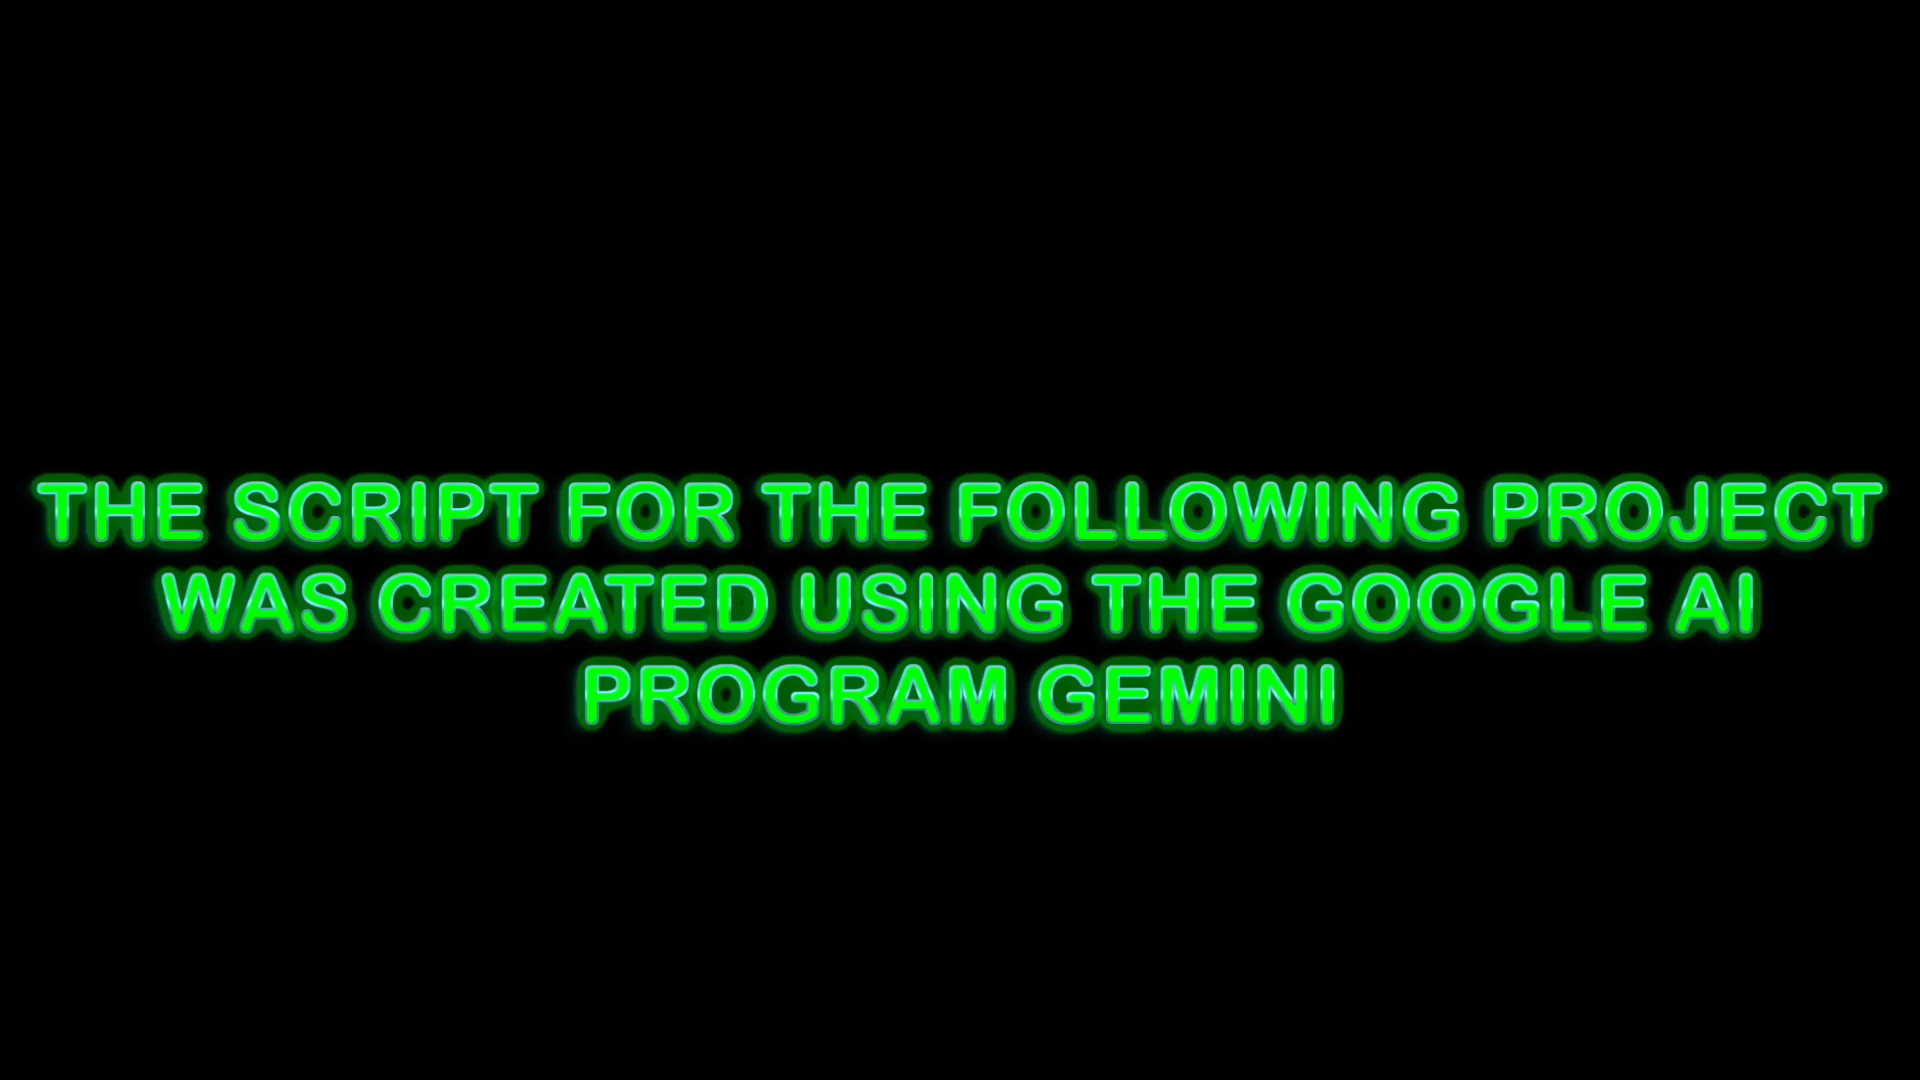 THE SCRIPT FOR THE FOLLOWING PROJECT
WAS CREATED USING THE GOOGLE AI
PROGRAM GEMINI